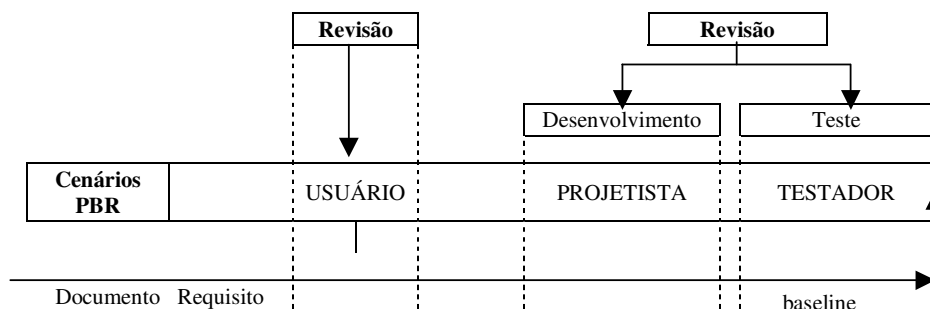 Revisão
Revisão
Desenvolvimento
Teste
Cenários
PBR
USUÁRIO
PROJETISTA
TESTADOR
Documento Requisito
baseline